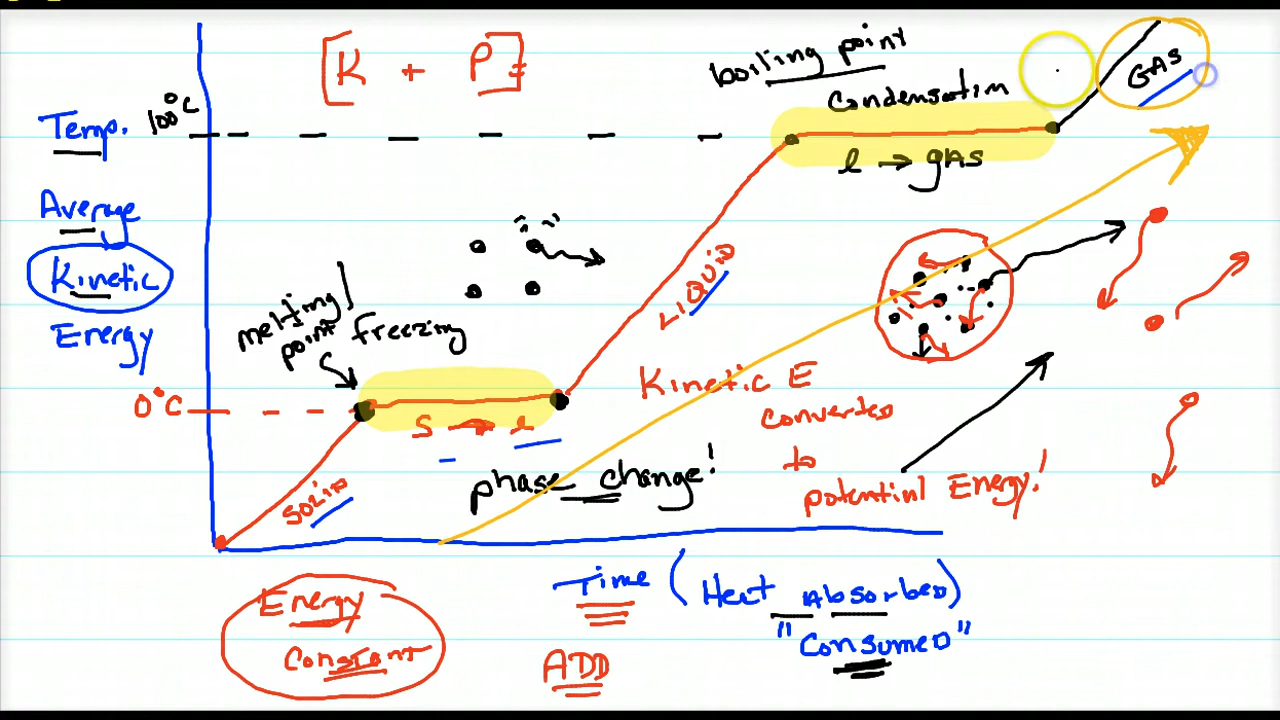 [K + P]
boiling point
GAS
Condensation
100°C
Temp.
l → gAS
Average
Kinetic
Energy
LIQUID
melting
point
freezing
0°C
S → l
Kinetic E
converted
to
potential Energy!
phase change!
SOLID
Time (Heat Absorbed)
"Consumed"
Energy
Constant
ADD